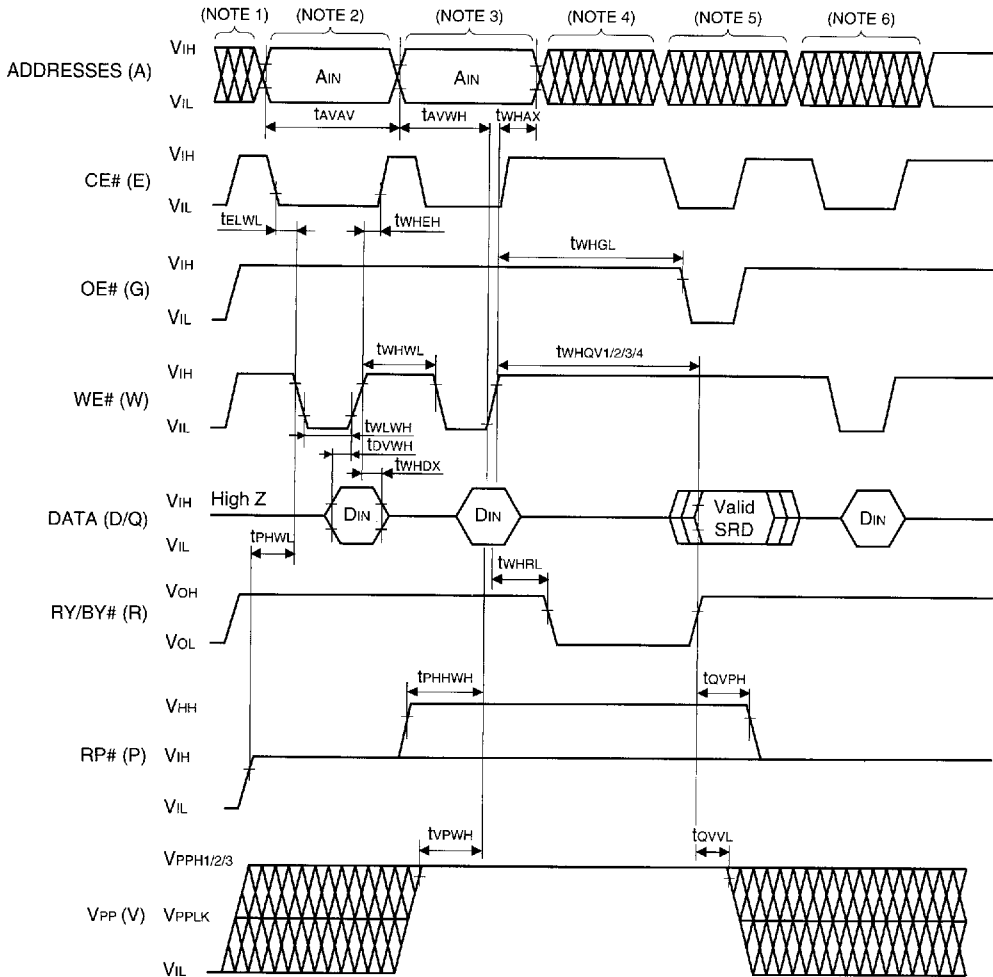 (NOTE 1) (NOTE 2) (NOTE 3) (NOTE 4) (NOTE 5) (NOTE 6)
VIH
ADDRESSES (A) AIN AIN
VIL
tAVAV tAVWH tWHAX
VIH
CE# (E)
VIL
tELWL tWHEH
tWHGL
VIH
OE# (G)
VIL
tWHWL tWHQV1/2/3/4
VIH
WE# (W)
VIL
tWLWH
tDVWH
tWHDX
VIH High Z
DATA (D/Q) DIN DIN Valid SRD DIN
VIL
tPHWL
tWHRL
VOH
RY/BY# (R)
VOL
tPHHWH tQVPH
VHH
RP# (P) VIH
VIL
tVPWH tQVVL
VPPH1/2/3
VPP (V) VPPLK
VIL